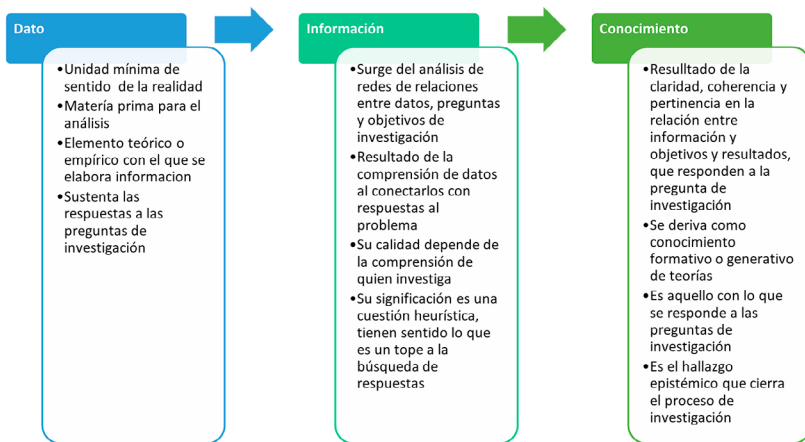 Dato
•Unidad mínima de
sentido de la realidad
•Matería prima para el
análisis
•Elemento teórico o
empírico con el que se
elabora informacion
•Sustenta las
respuestas a las
preguntas de
investigación
Información
•Surge del análisis de
redes de relaciones
entre datos, preguntas
y objetivos de
investigación
•Resultado de la
comprensión de datos
al conectarlos con
respuestas al
problema
•Su calidad depende de
la comprensión de
quien investiga
•Su significación es una
cuestión heurística,
tienen sentido lo que
es un tope a la
búsqueda de
respuestas
Conocimiento
•Resulltado de la
claridad, coherencia y
pertinencia en la
relación entre
información y
objetivos y resultados,
que responden a la
pregunta de
investigación
•Se deriva como
conocimiento
formativo o generativo
de teorías
•Es aquello con lo que
se responde a las
preguntas de
investigación
•Es el hallazgo
epistémico que cierra
el proceso de
investigación